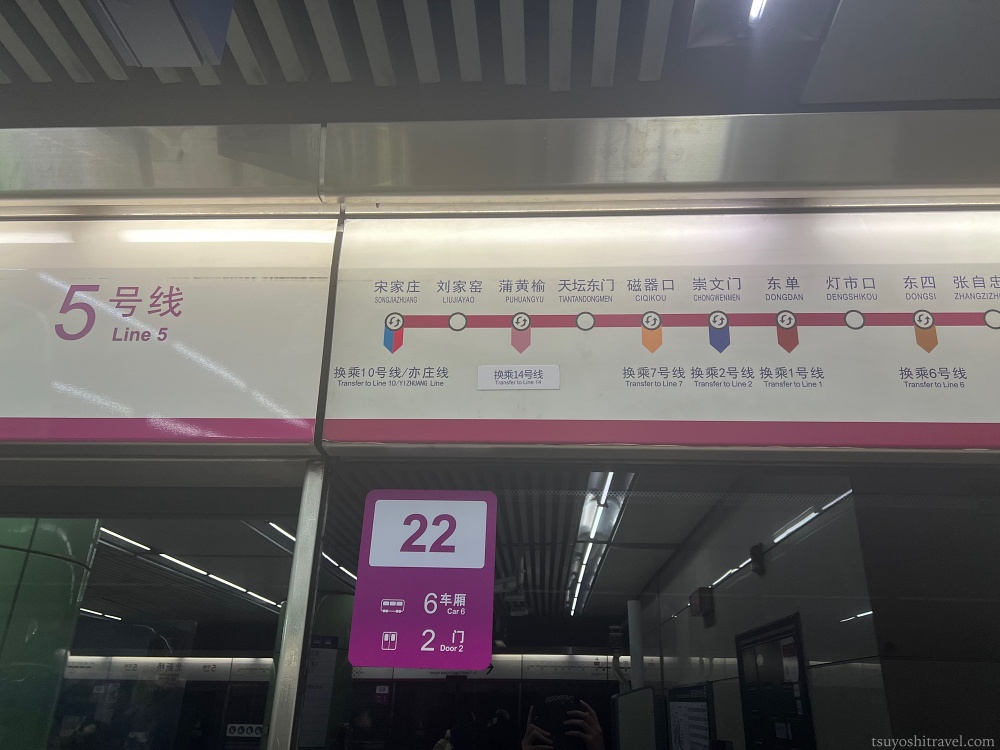 5号线
Line 5
宋家庄
SONGJIAZHUANG
刘家窑
LIUJIAYAO
蒲黄榆
PUHUANGYU
天坛东门
TIANTANDONGMEN
磁器口
CIQIKOU
崇文门
CHONGWENMEN
东单
DONGDAN
灯市口
DENGSHIKOU
东四
DONGSI
张自忠
ZHANGZIZH
换乘10号线/亦庄线
Transfer to Line 10/YIZHUANG Line
换乘14号线
Transfer to Line 14
换乘7号线
Transfer to Line 7
换乘2号线
Transfer to Line 2
换乘1号线
Transfer to Line 1
换乘6号线
Transfer to Line 6
22
6车厢
Car 6
2门
Door 2
tsuyoshitravel.com